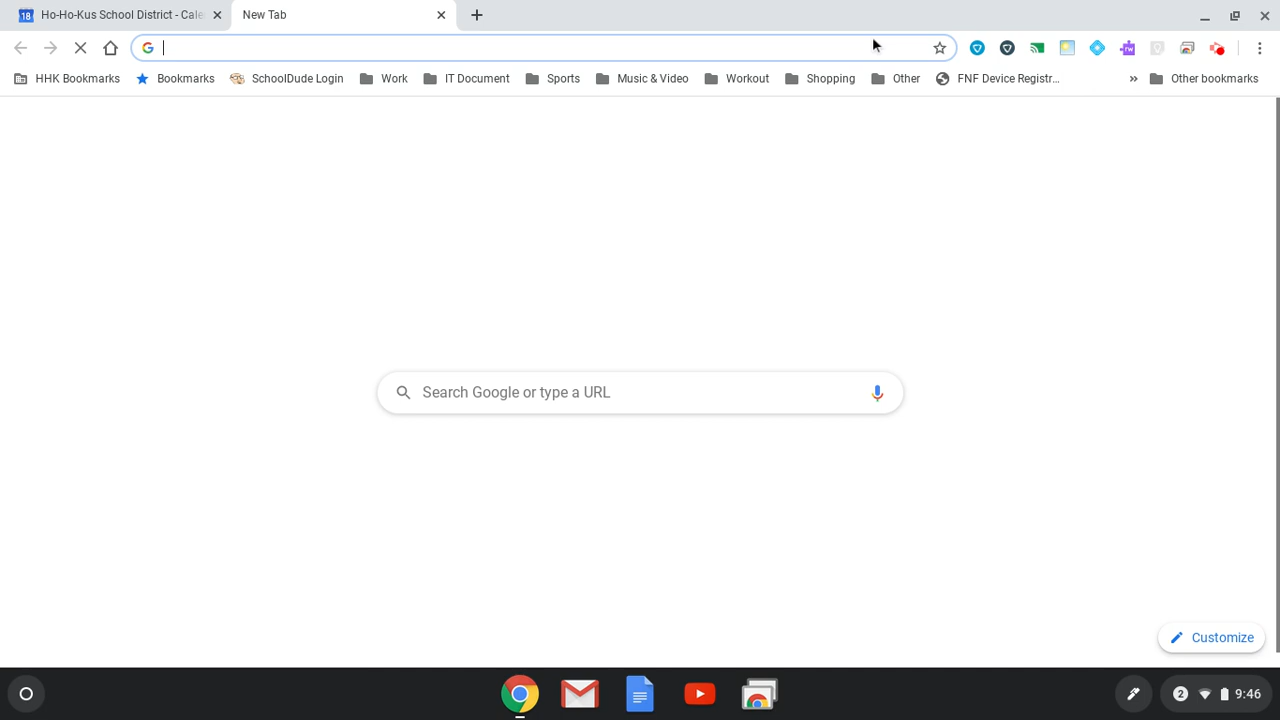 18 Ho-Ho-Kus School District - Cale
New Tab
HHK Bookmarks Bookmarks SchoolDude Login Work IT Document Sports Music & Video Workout Shopping Other FNF Device Registr... » Other bookmarks
Search Google or type a URL
Customize
2 9:46